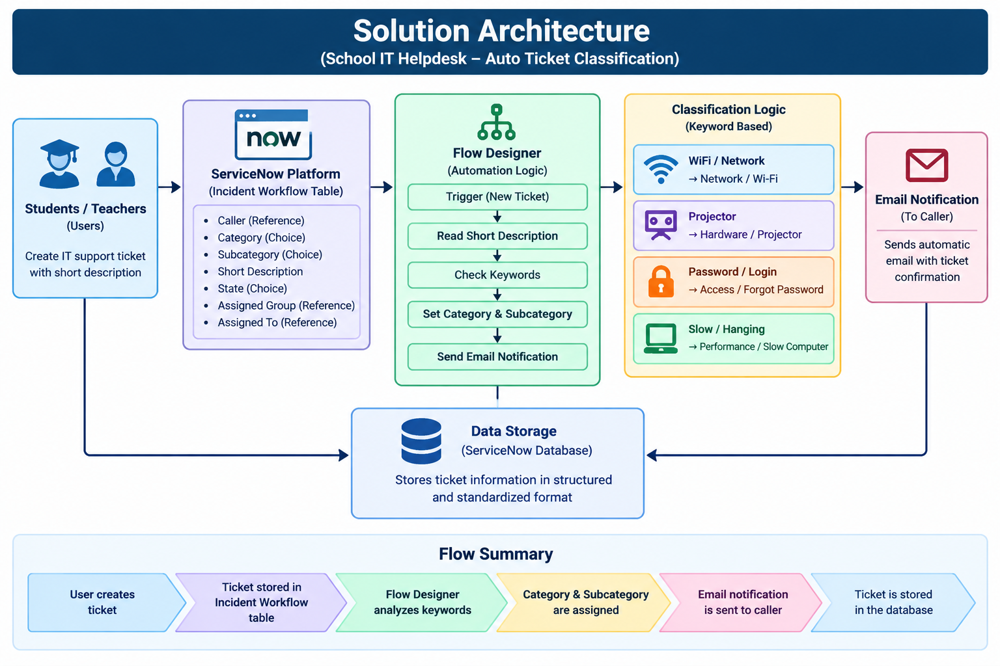 Solution Architecture
(School IT Helpdesk – Auto Ticket Classification)
Students / Teachers
(Users)
Create IT support ticket
with short description
now
ServiceNow Platform
(Incident Workflow Table)
• Caller (Reference)
• Category (Choice)
• Subcategory (Choice)
• Short Description
• State (Choice)
• Assigned Group (Reference)
• Assigned To (Reference)
Flow Designer
(Automation Logic)
Trigger (New Ticket)
Read Short Description
Check Keywords
Set Category & Subcategory
Send Email Notification
Classification Logic
(Keyword Based)
WiFi / Network
→ Network / Wi-Fi
Projector
→ Hardware / Projector
Password / Login
→ Access / Forgot Password
Slow / Hanging
→ Performance / Slow Computer
Email Notification
(To Caller)
Sends automatic
email with ticket
confirmation
Data Storage
(ServiceNow Database)
Stores ticket information in structured
and standardized format
Flow Summary
User creates
ticket
Ticket stored in
Incident Workflow
table
Flow Designer
analyzes keywords
Category & Subcategory
are assigned
Email notification
is sent to caller
Ticket is stored
in the database